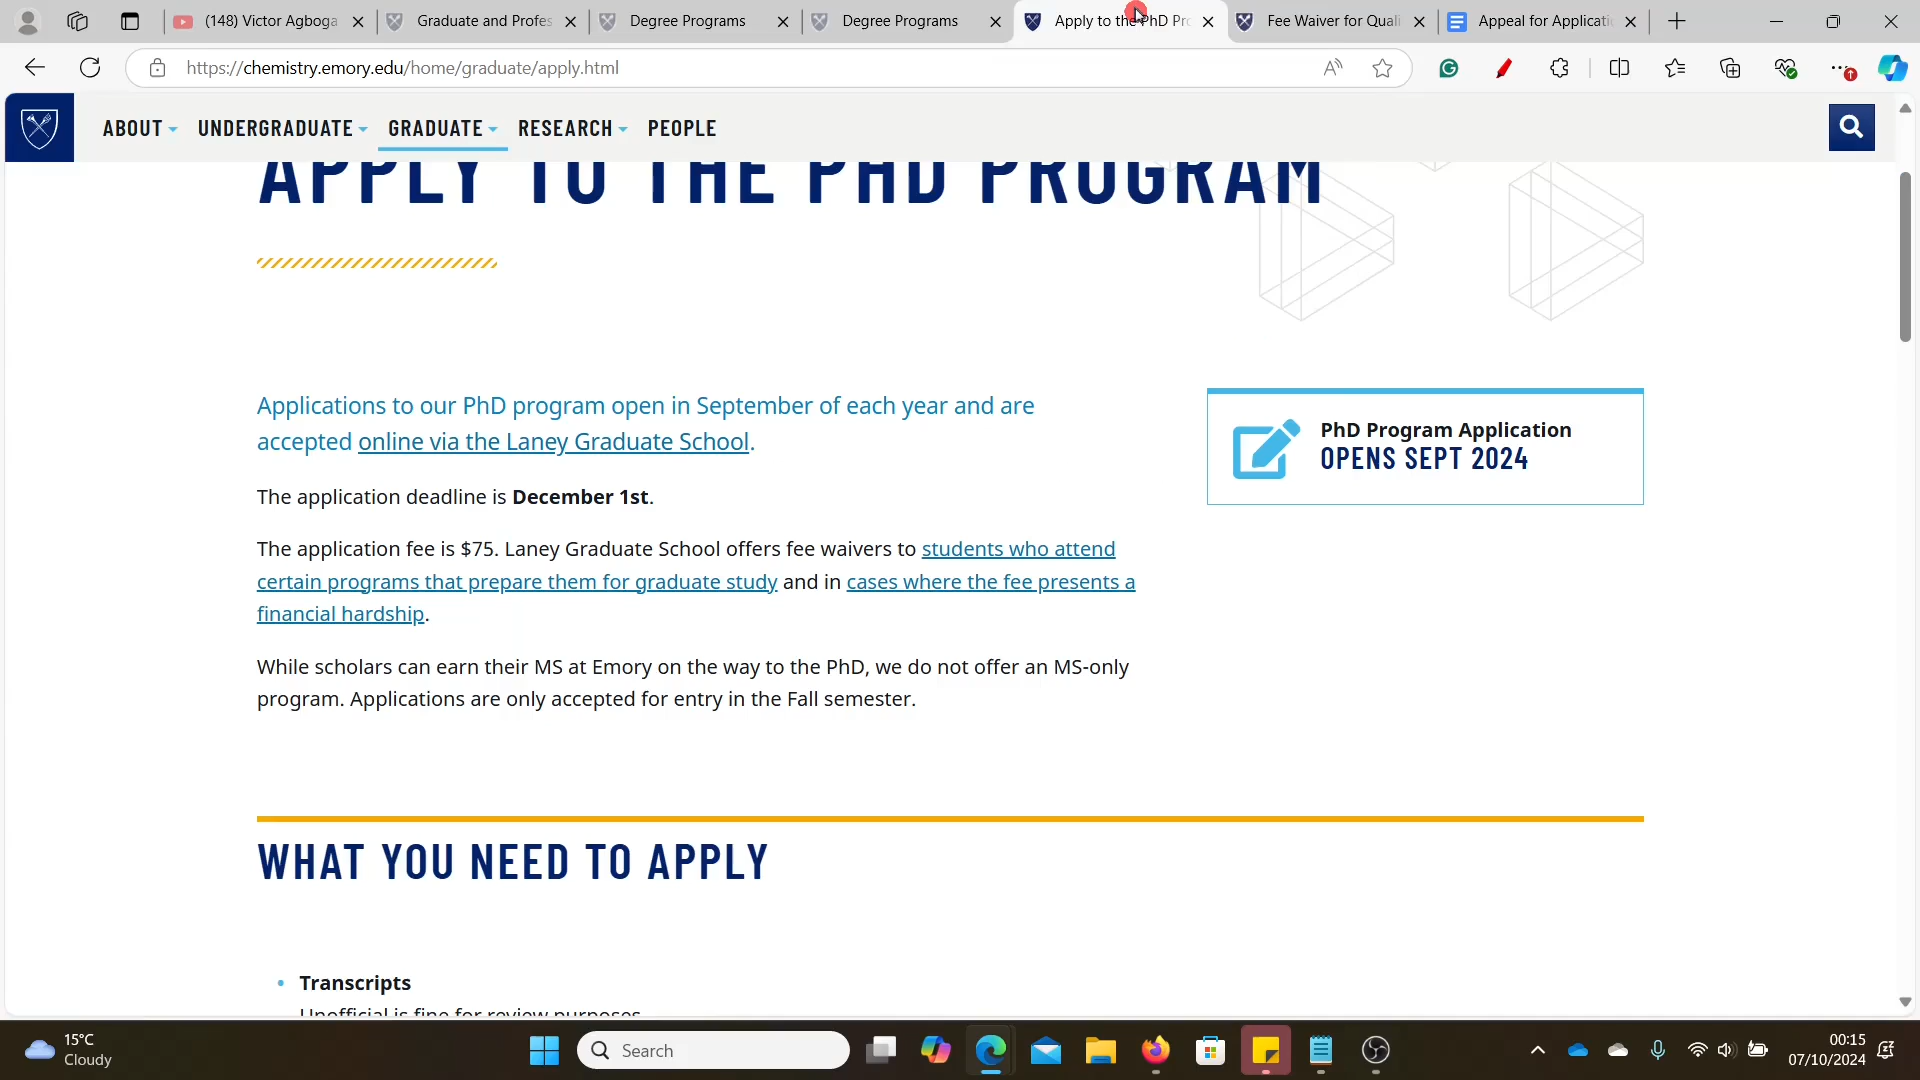 (148) Victor Agboga
Graduate and Profes
Degree Programs
Degree Programs
Apply to the PhD Pr
Fee Waiver for Quali
Appeal for Applicati
https://chemistry.emory.edu/home/graduate/apply.html
ABOUT
UNDERGRADUATE
GRADUATE
RESEARCH
PEOPLE
APPLY TO THE PHD PROGRAM
Applications to our PhD program open in September of each year and are
accepted online via the Laney Graduate School.
The application deadline is December 1st.
The application fee is $75. Laney Graduate School offers fee waivers to students who attend
certain programs that prepare them for graduate study and in cases where the fee presents a
financial hardship.
While scholars can earn their MS at Emory on the way to the PhD, we do not offer an MS-only
program. Applications are only accepted for entry in the Fall semester.
PhD Program Application
OPENS SEPT 2024
WHAT YOU NEED TO APPLY
• Transcripts
Unofficial is fine for review purposes.
15°C
Cloudy
Search
00:15
07/10/2024